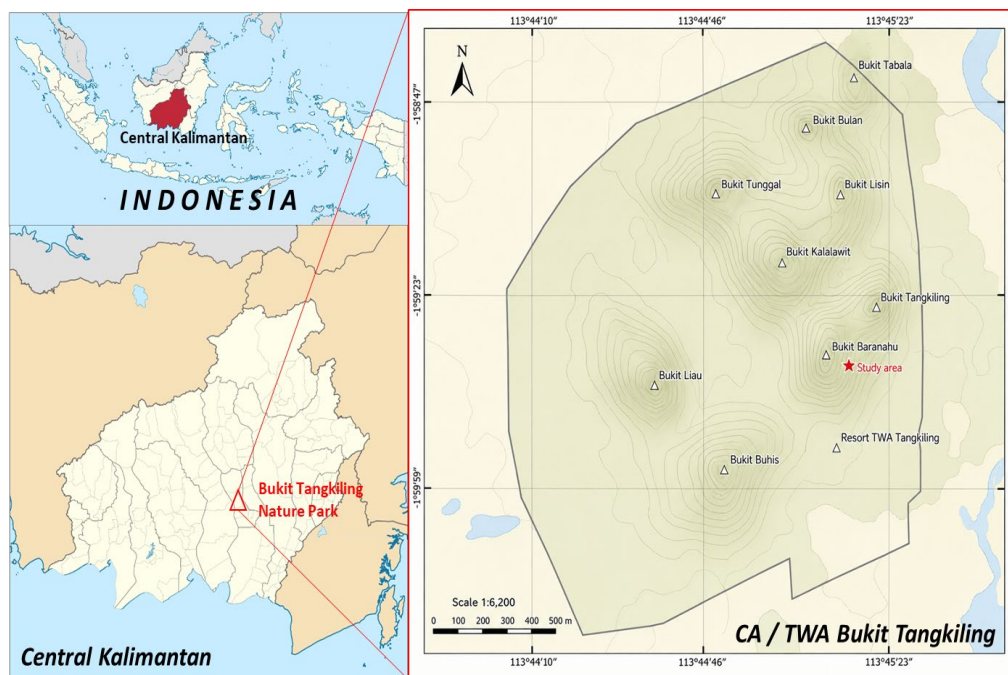 Central Kalimantan
INDONESIA
Bukit Tangkiling
Nature Park
Central Kalimantan
113°44'10"
113°44'46"
113°45'23"
N
-1°58'47"
-1°59'23"
-1°59'59"
Bukit Tabala
Bukit Bulan
Bukit Tunggal
Bukit Lisin
Bukit Kalalawit
Bukit Tangkiling
Bukit Baranahu
Study area
Bukit Liau
Resort TWA Tangkiling
Bukit Buhis
Scale 1:6,200
0 100 200 300 400 500 m
CA / TWA Bukit Tangkiling
113°44'10"
113°44'46"
113°45'23"